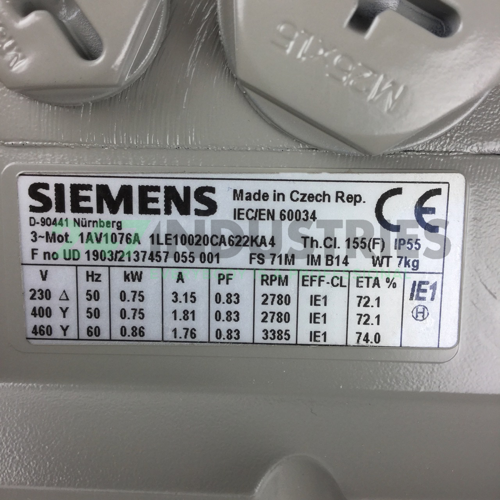 M25x1.5
SIEMENS
D-90441 Nürnberg
Made in Czech Rep.
IEC/EN 60034
CE
3~Mot. 1AV1076A 1LE10020CA622KA4 Th.Cl. 155(F) IP55
F no UD 1903/2137457 055 001 FS 71M IM B14 WT 7kg
V Hz kW A PF RPM EFF-CL ETA %
230 Δ 50 0.75 3.15 0.83 2780 IE1 72.1
400 Y 50 0.75 1.81 0.83 2780 IE1 72.1
460 Y 60 0.86 1.76 0.83 3385 IE1 74.0
IE1
H
INDUSTRIES